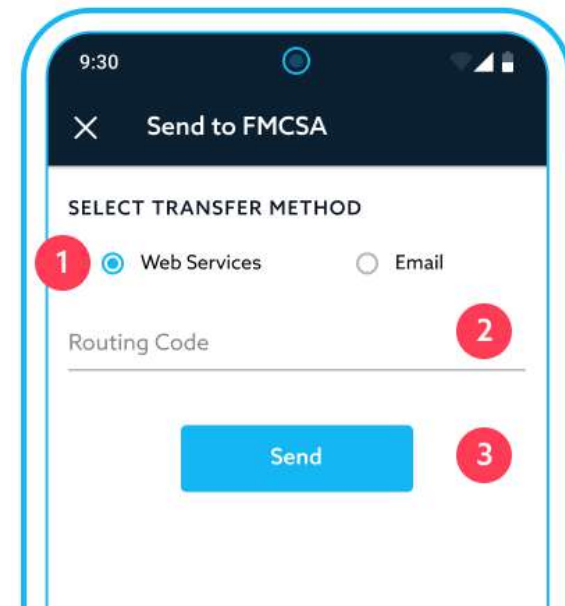 9:30
Send to FMCSA
SELECT TRANSFER METHOD
1 Web Services Email
Routing Code 2
Send 3